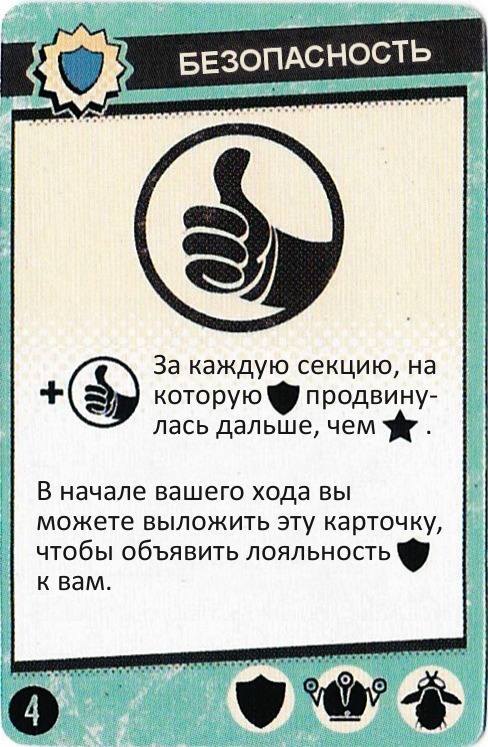 БЕЗОПАСНОСТЬ
За каждую секцию, на
+ которую продвину-
лась дальше, чем .
В начале вашего хода вы
можете выложить эту карточку,
чтобы объявить лояльность
к вам.
4